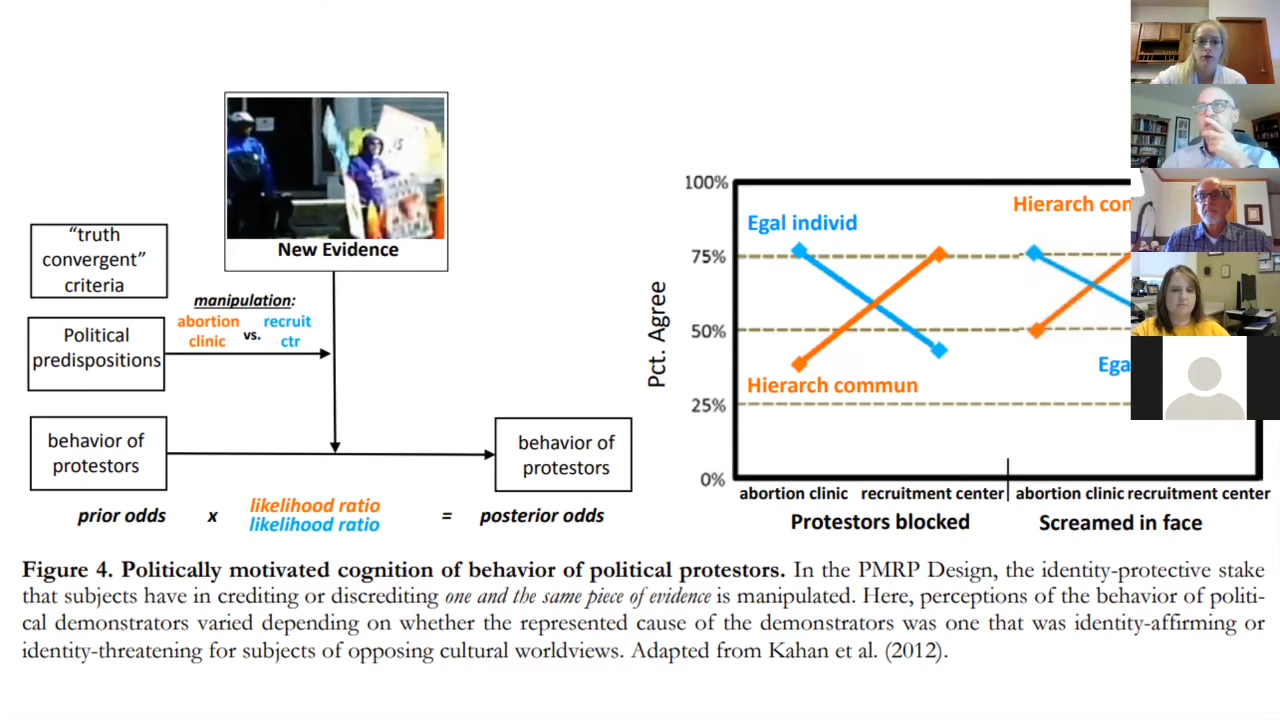 New Evidence
“truth
convergent”
criteria
manipulation:
abortion
clinic
vs.
recruit
ctr
Political
predispositions
behavior of
protestors
behavior of
protestors
prior odds x likelihood ratio = posterior odds
likelihood ratio
Pct. Agree
100%
75%
50%
25%
0%
Egal individ
Hierarch commun
Hierarch con
Ega
abortion clinic recruitment center abortion clinic recruitment center
Protestors blocked Screamed in face
Figure 4. Politically motivated cognition of behavior of political protestors. In the PMRP Design, the identity-protective stake
that subjects have in crediting or discrediting one and the same piece of evidence is manipulated. Here, perceptions of the behavior of politi-
cal demonstrators varied depending on whether the represented cause of the demonstrators was one that was identity-affirming or
identity-threatening for subjects of opposing cultural worldviews. Adapted from Kahan et al. (2012).